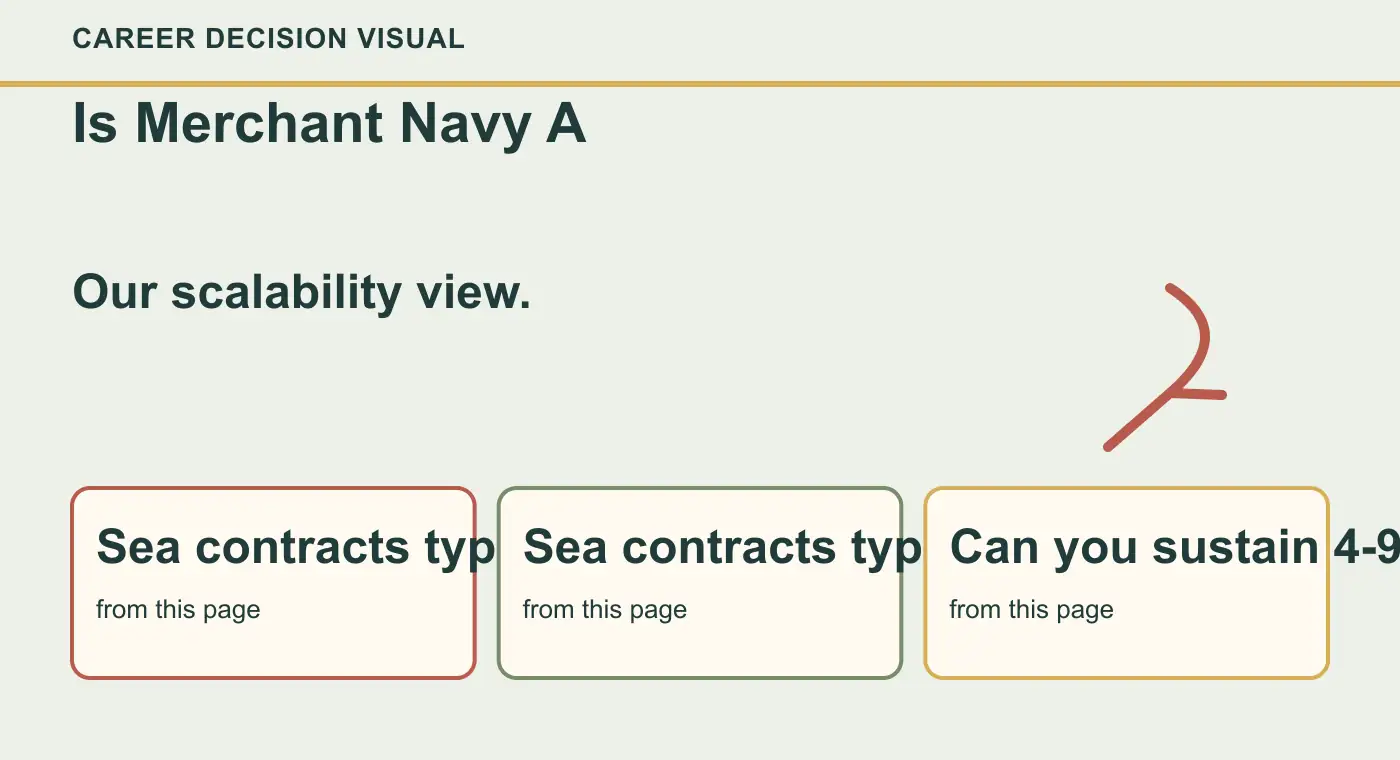 CAREER DECISION VISUAL
Is Merchant Navy A
Our scalability view.
Sea contracts typ
from this page
Sea contracts typ
from this page
Can you sustain 4-9
from this page